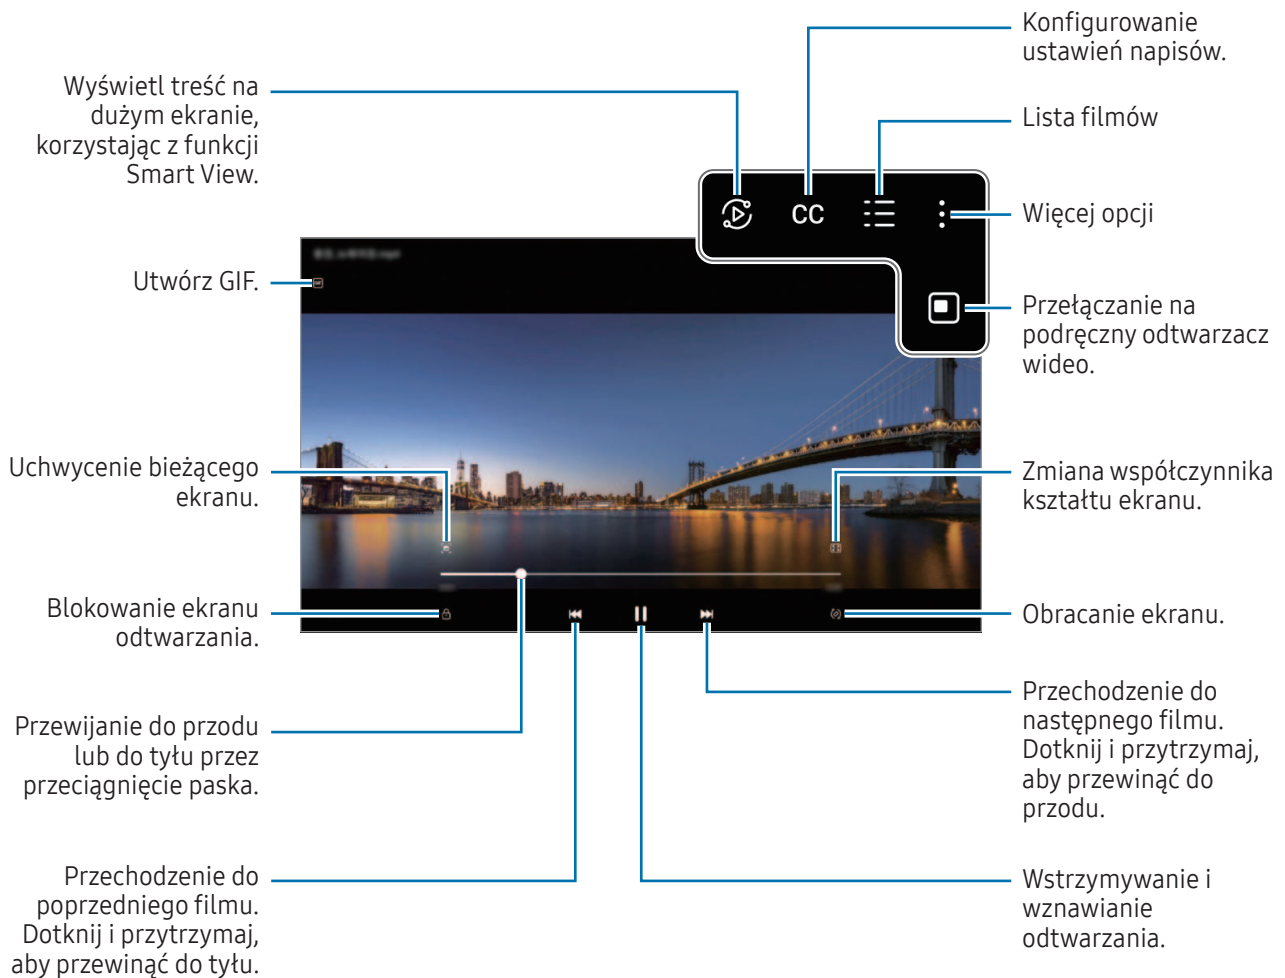 Konfigurowanie
ustawień napisów.
Wyświetl treść na
dużym ekranie,
korzystając z funkcji
Smart View.
Lista filmów
CC
Więcej opcji
Utwórz GIF.
Przełączanie na
podręczny odtwarzacz
wideo.
Uchwycenie bieżącego
ekranu.
Zmiana współczynnika
kształtu ekranu.
Blokowanie ekranu
odtwarzania.
Obracanie ekranu.
Przewijanie do przodu
lub do tyłu przez
przeciągnięcie paska.
Przechodzenie do
następnego filmu.
Dotknij i przytrzymaj,
aby przewinąć do
przodu.
Przechodzenie do
poprzedniego filmu.
Dotknij i przytrzymaj,
aby przewinąć do tyłu.
Wstrzymywanie i
wznawianie
odtwarzania.